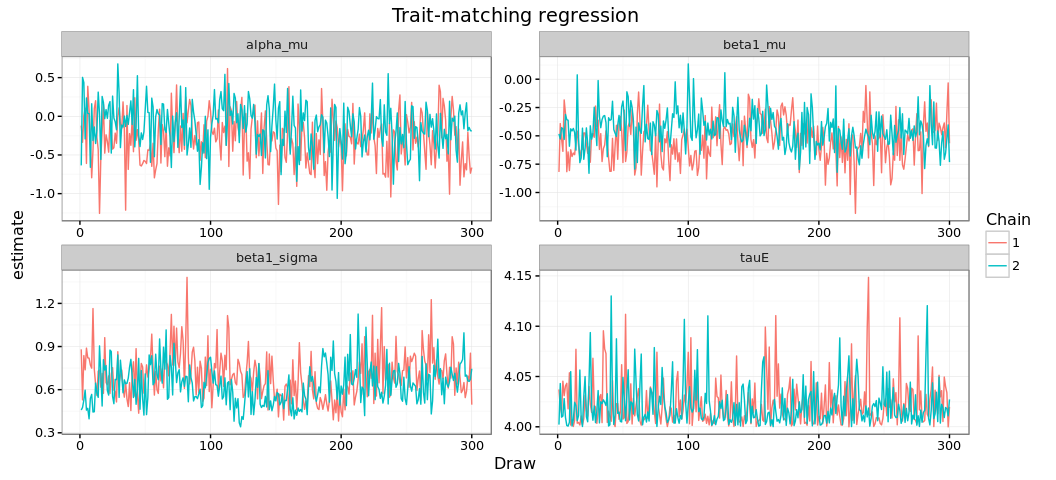 Trait-matching regression
alpha_mu
beta1_mu
0.5
0.0
-0.5
-1.0
0 100 200 300
0.00
-0.25
-0.50
-0.75
-1.00
0 100 200 300
beta1_sigma
tauE
1.2
0.9
0.6
0.3
0 100 200 300
4.15
4.10
4.05
4.00
0 100 200 300
estimate
Draw
Chain
1
2